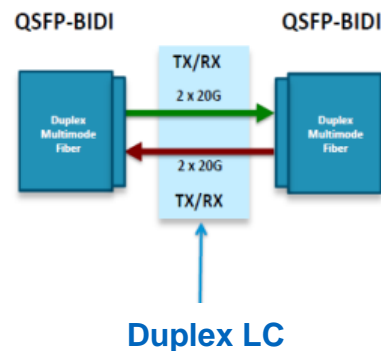 QSFP-BIDI
QSFP-BIDI
TX/RX
2 x 20G
Duplex
Multimode
Fiber
Duplex
Multimode
Fiber
2 x 20G
TX/RX
Duplex LC